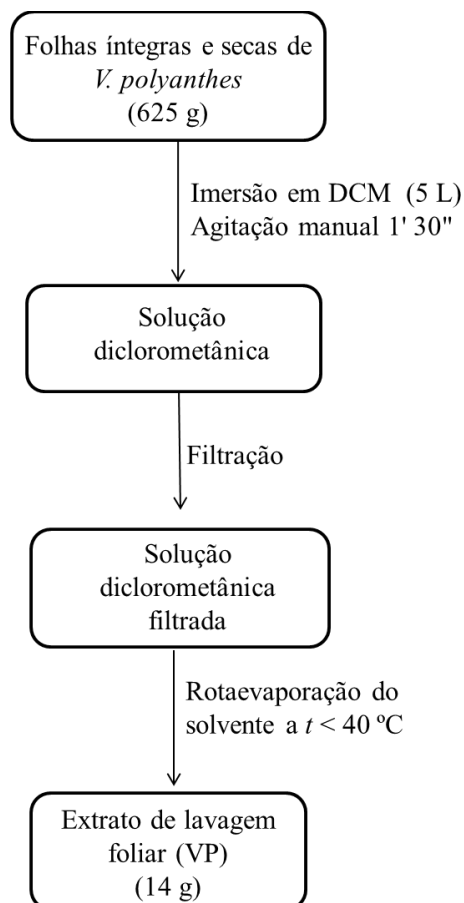 Folhas íntegras e secas de
V. polyanthes
(625 g)
Imersão em DCM (5 L)
Agitação manual 1' 30"
Solução
diclorometânica
Filtração
Solução
diclorometânica
filtrada
Rotaevaporação do
solvente a t < 40 ºC
Extrato de lavagem
foliar (VP)
(14 g)